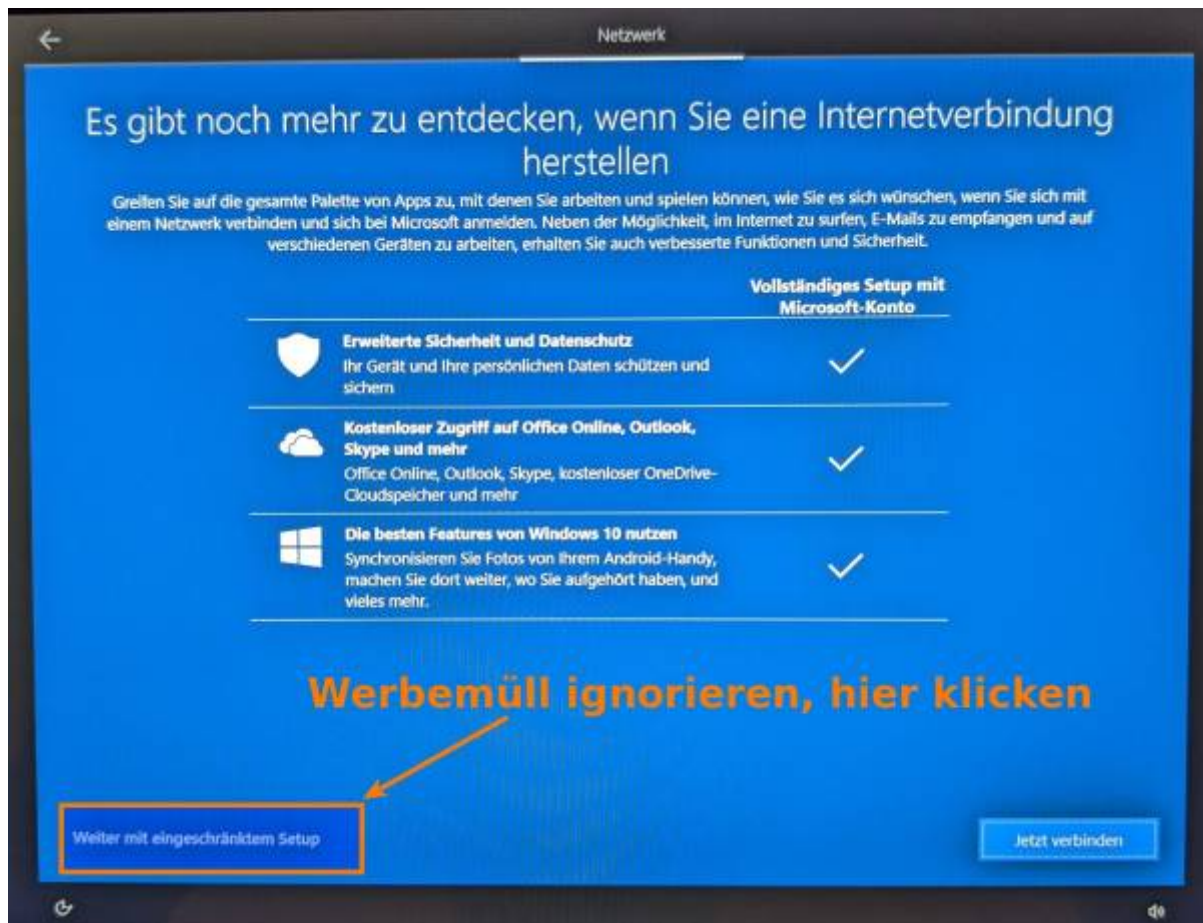 Netzwerk
Es gibt noch mehr zu entdecken, wenn Sie eine Internetverbindung
herstellen
Greifen Sie auf die gesamte Palette von Apps zu, mit denen Sie arbeiten und spielen können, wie Sie es sich wünschen, wenn Sie sich mit
einem Netzwerk verbinden und sich bei Microsoft anmelden. Neben der Möglichkeit, im Internet zu surfen, E-Mails zu empfangen und auf
verschiedenen Geräten zu arbeiten, erhalten Sie auch verbesserte Funktionen und Sicherheit.
Vollständiges Setup mit
Microsoft-Konto
Erweiterte Sicherheit und Datenschutz
Ihr Gerät und Ihre persönlichen Daten schützen und
sichern
Kostenloser Zugriff auf Office Online, Outlook,
Skype und mehr
Office Online, Outlook, Skype, kostenloser OneDrive-
Cloudspeicher und mehr
Die besten Features von Windows 10 nutzen
Synchronisieren Sie Fotos von Ihrem Android-Handy,
machen Sie dort weiter, wo Sie aufgehört haben, und
vieles mehr.
Werbemüll ignorieren, hier klicken
Weiter mit eingeschränktem Setup
Jetzt verbinden